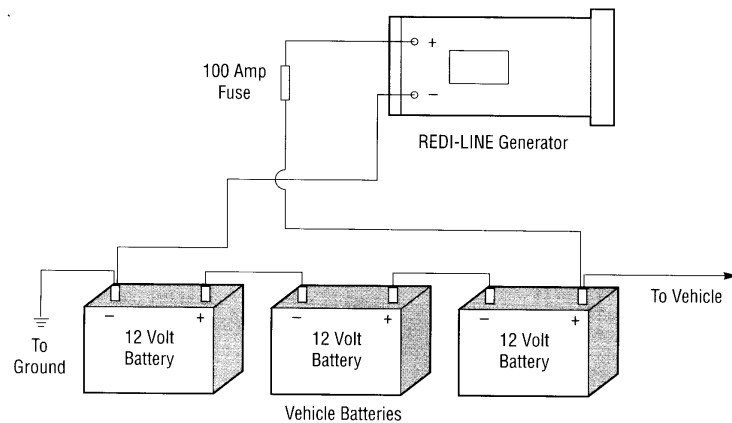 100 Amp
Fuse
+
−
REDI-LINE Generator
To
Ground
−
+
12 Volt
Battery
−
+
12 Volt
Battery
−
+
12 Volt
Battery
To Vehicle
Vehicle Batteries